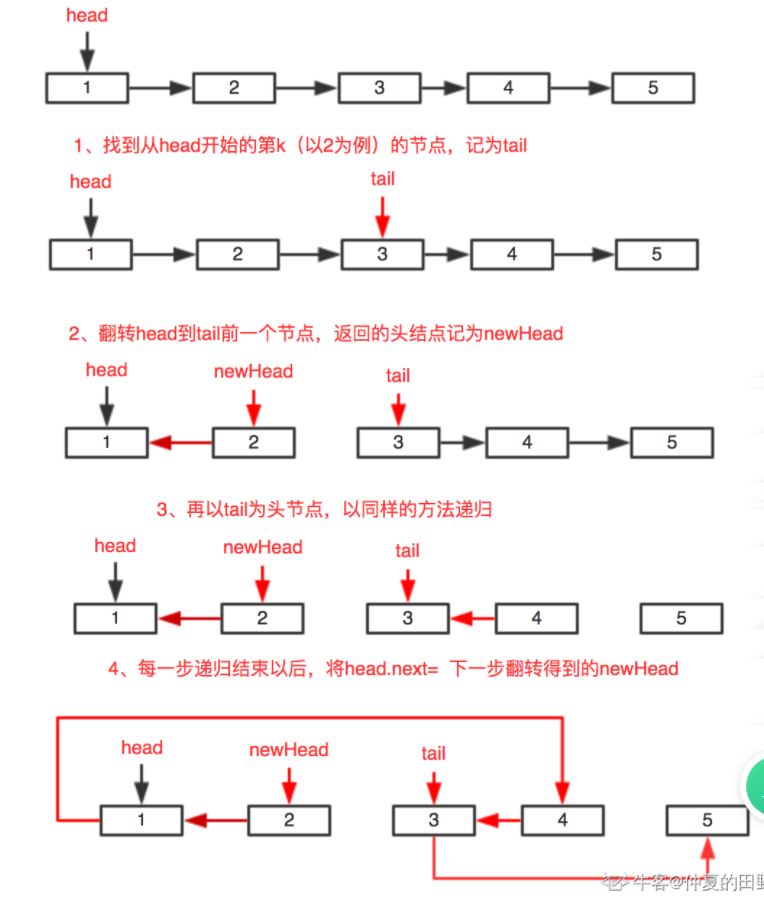 head
1 2 3 4 5
1、找到从head开始的第k（以2为例）的节点，记为tail
head tail
1 2 3 4 5
2、翻转head到tail前一个节点，返回的头结点记为newHead
head newHead tail
1 2 3 4 5
3、再以tail为头节点，以同样的方法递归
head newHead tail
1 2 3 4 5
4、每一步递归结束以后，将head.next= 下一步翻转得到的newHead
head newHead tail
1 2 3 4 5
牛客@仲夏的田野